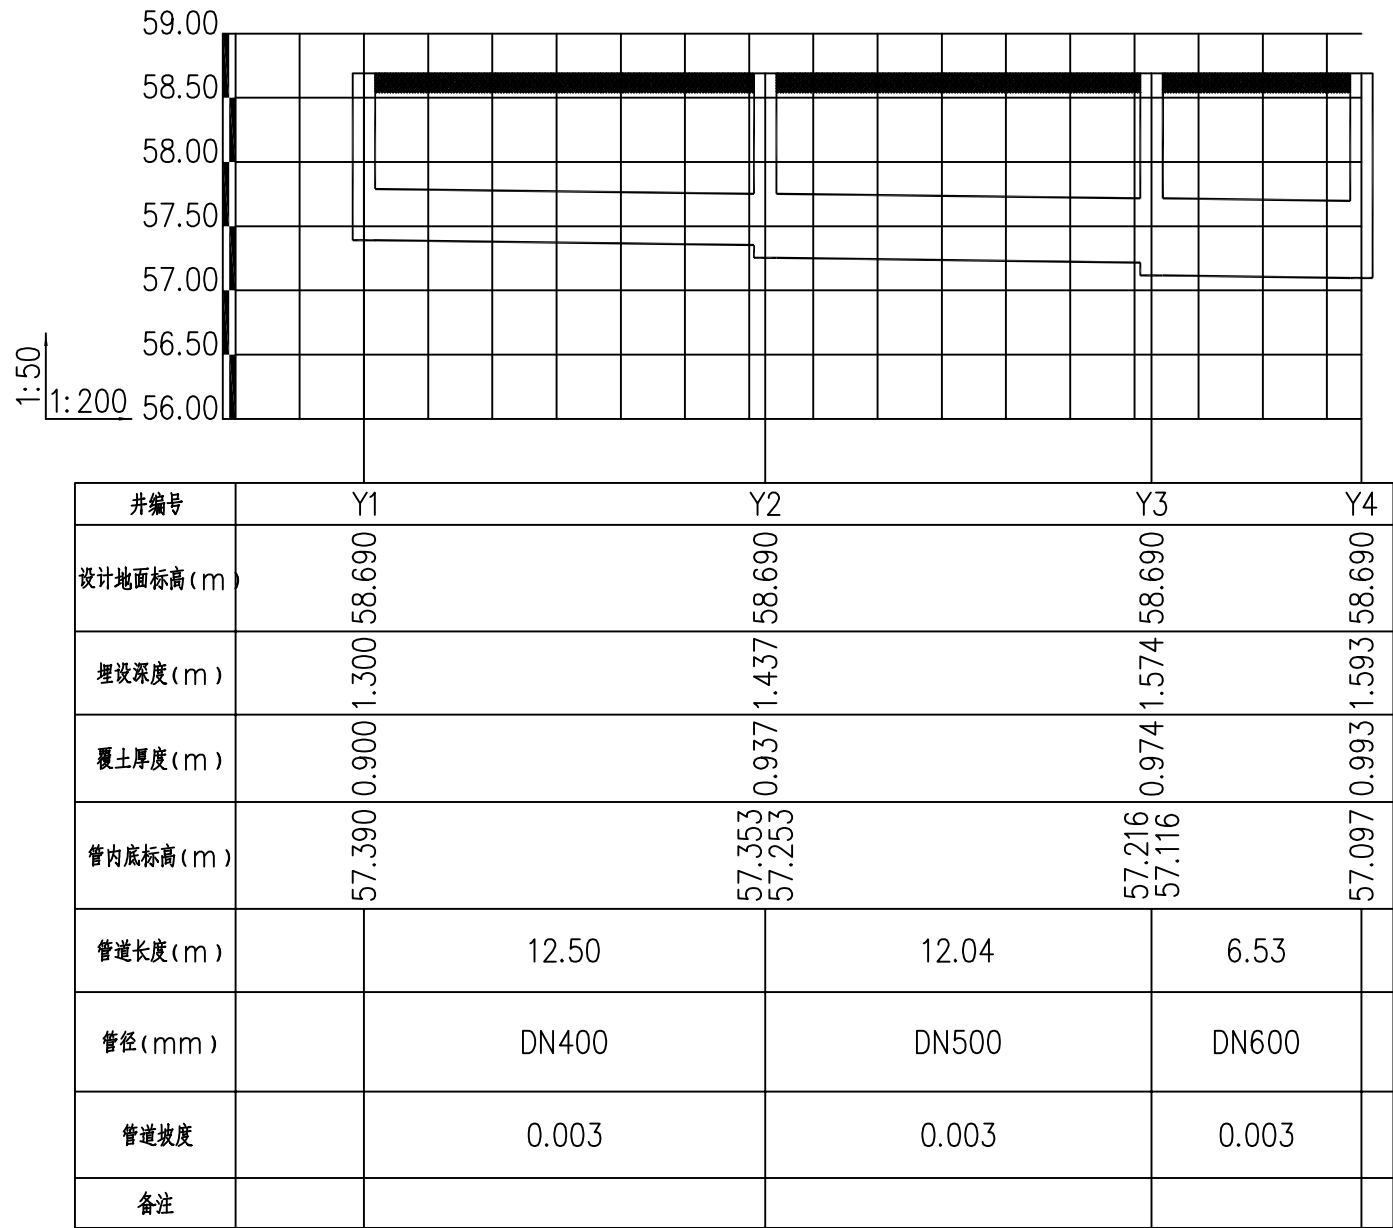 59.00
58.50
58.00
57.50
57.00
56.50
56.00
1:50
1:200
井编号 Y1 Y2 Y3 Y4
设计地面标高(m) 58.690 58.690 58.690 58.690
埋设深度(m) 1.300 1.437 1.574 1.593
覆土厚度(m) 0.900 0.937 0.974 0.993
管内底标高(m) 57.390 57.353 57.253 57.216 57.116 57.097
管道长度(m) 12.50 12.04 6.53
管径(mm) DN400 DN500 DN600
管道坡度 0.003 0.003 0.003
备注